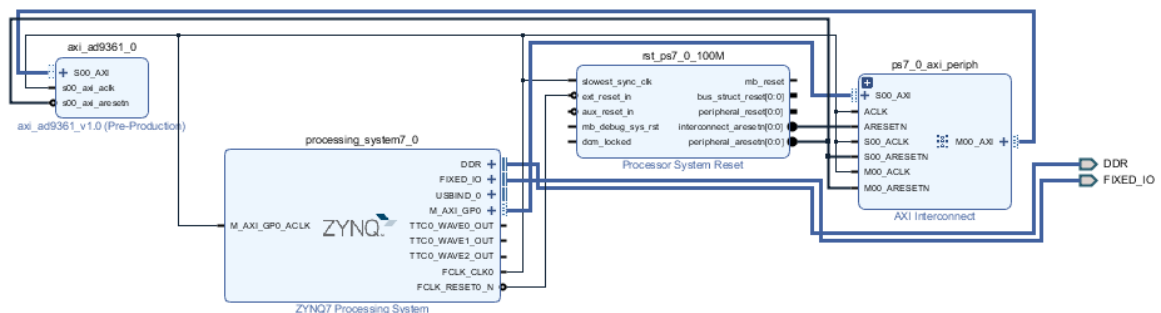 axi_ad9361_0
S00_AXI
s00_axi_aclk
s00_axi_aresetn
axi_ad9361_v1.0 (Pre-Production)
processing_system7_0
M_AXI_GP0_ACLK
ZYNQ
DDR
FIXED_IO
USBIND_0
M_AXI_GP0
TTC0_WAVE0_OUT
TTC0_WAVE1_OUT
TTC0_WAVE2_OUT
FCLK_CLK0
FCLK_RESET0_N
ZYNQ7 Processing System
rst_ps7_0_100M
slowest_sync_clk
ext_reset_in
aux_reset_in
mb_debug_sys_rst
dcm_locked
mb_reset
bus_struct_reset[0:0]
peripheral_reset[0:0]
interconnect_aresetn[0:0]
peripheral_aresetn[0:0]
Processor System Reset
ps7_0_axi_periph
S00_AXI
ACLK
ARESETN
S00_ACLK
S00_ARESETN
M00_ACLK
M00_ARESETN
M00_AXI
AXI Interconnect
DDR
FIXED_IO